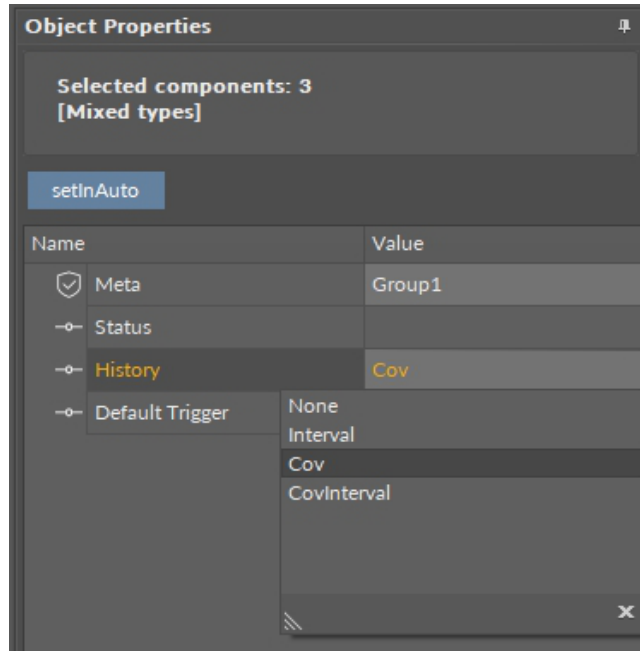 Object Properties
Selected components: 3
[Mixed types]
setInAuto
Name Value
Meta Group1
Status
History Cov
Default Trigger
None
Interval
Cov
CovInterval